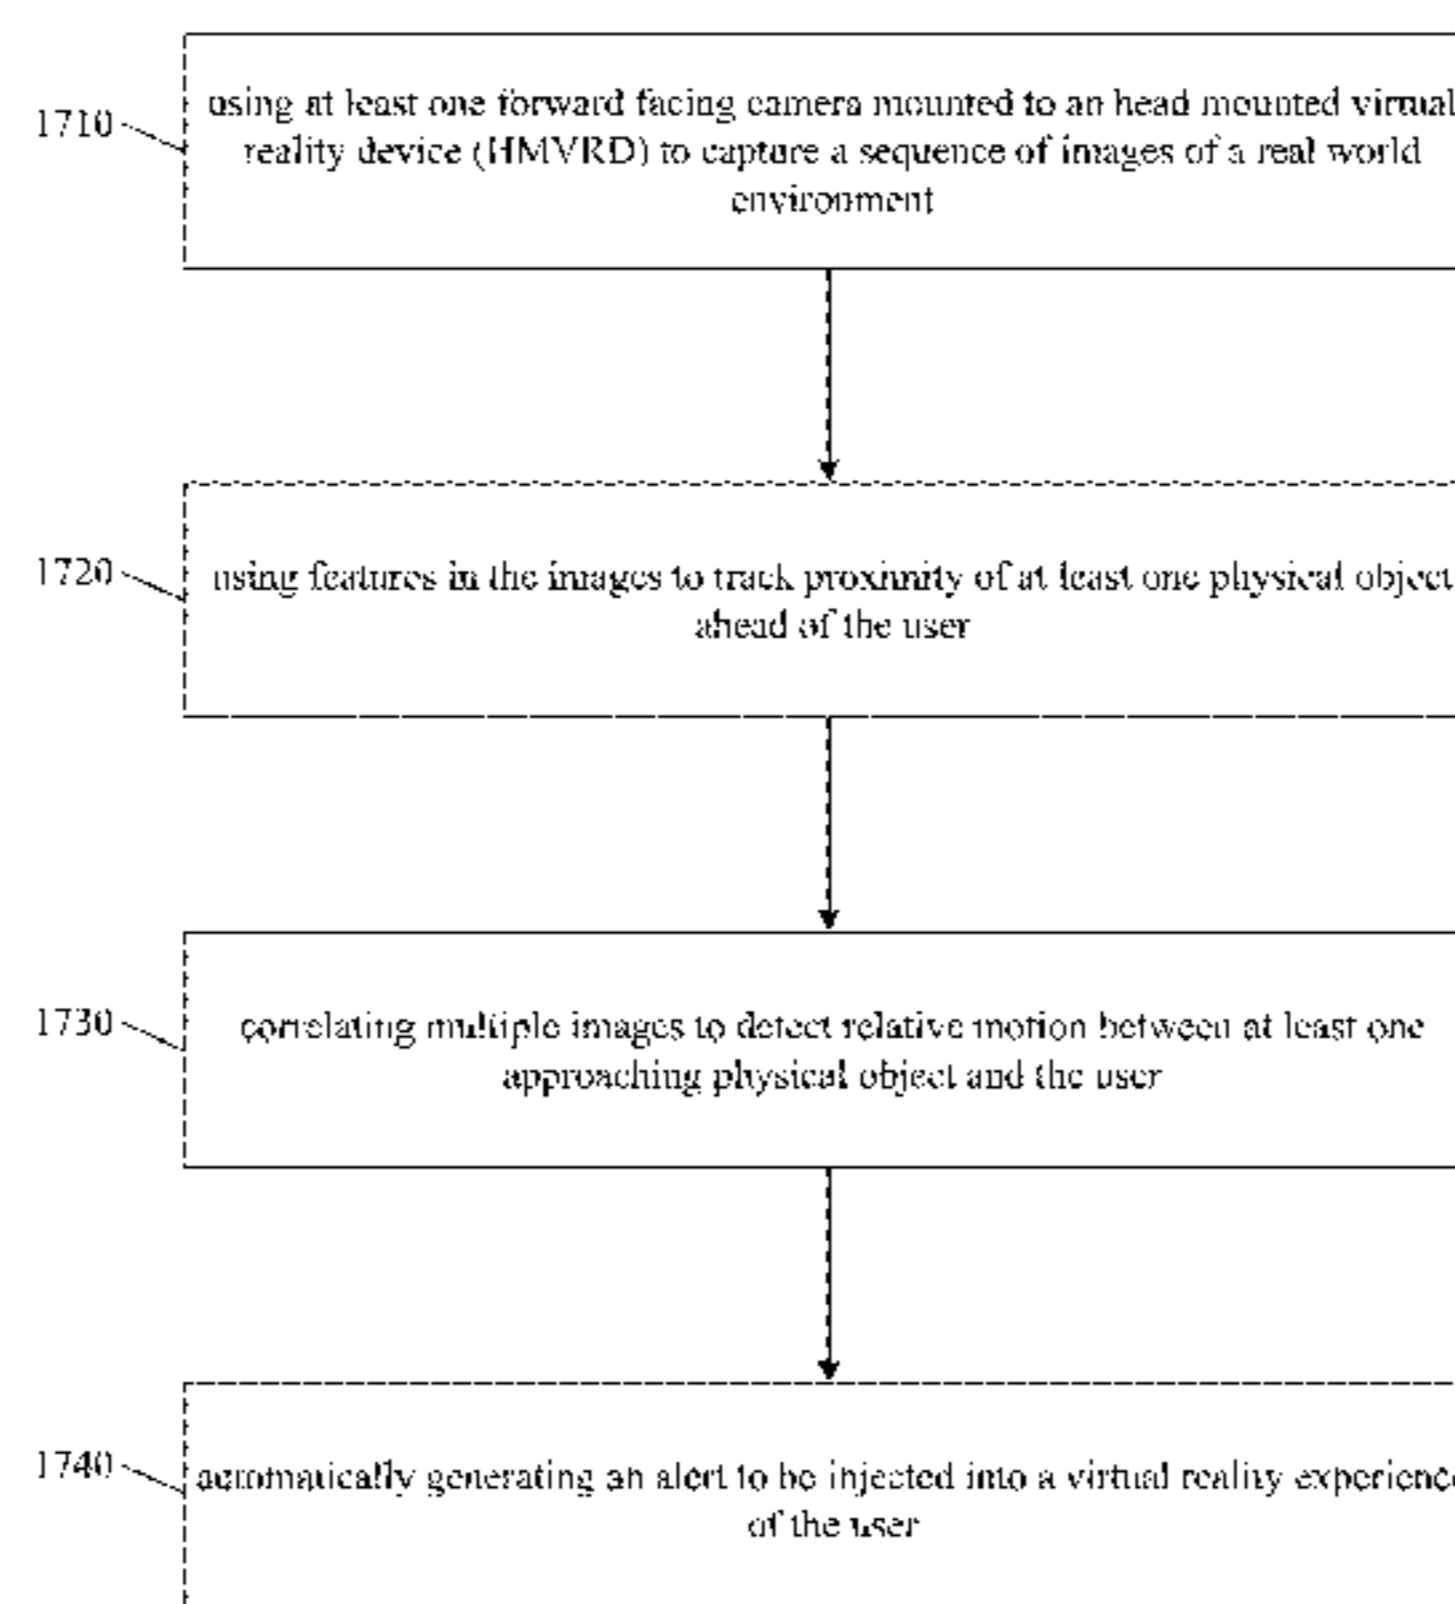 1710
using at least one forward facing camera mounted to an head mounted virtual
reality device (HMVRD) to capture a sequence of images of a real world
environment
1720
using features in the images to track proximity of at least one physical object
ahead of the user
1730
correlating multiple images to detect relative motion between at least one
approaching physical object and the user
1740
automatically generating an alert to be injected into a virtual reality experience
of the user